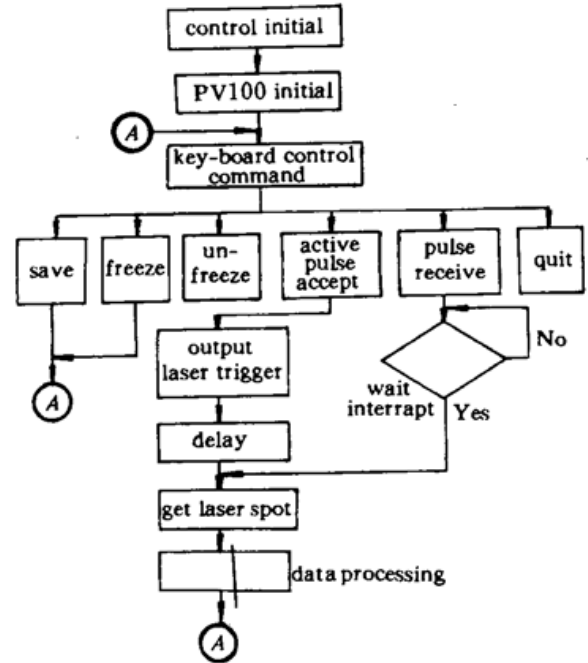 control initial
PV100 initial
A
key-board control
command
save
freeze
un-
freeze
active
pulse
accept
pulse
receive
quit
output
laser trigger
No
wait
interrapt
Yes
A
delay
get laser spot
data processing
A